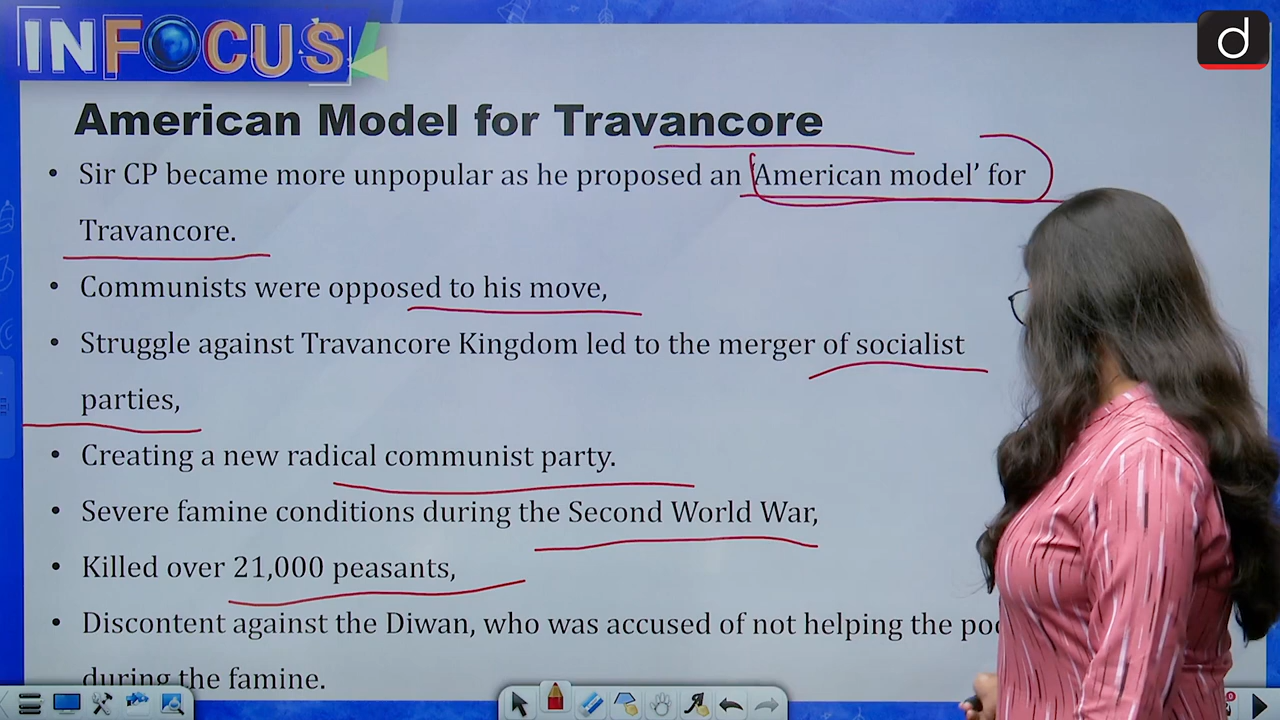 INFOCUS
d
American Model for Travancore
• Sir CP became more unpopular as he proposed an 'American model' for
Travancore.
• Communists were opposed to his move,
• Struggle against Travancore Kingdom led to the merger of socialist
parties,
• Creating a new radical communist party.
• Severe famine conditions during the Second World War,
• Killed over 21,000 peasants,
• Discontent against the Diwan, who was accused of not helping the
during the famine.